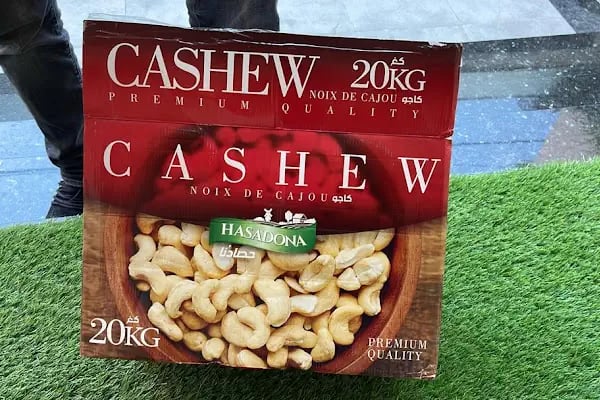 CASHEW
20KG كغ
NOIX DE CAJOU كاجو
PREMIUM QUALITY
CASHEW
NOIX DE CAJOU كاجو
HASADONA
حصادنا
20KG كغ
PREMIUM
QUALITY